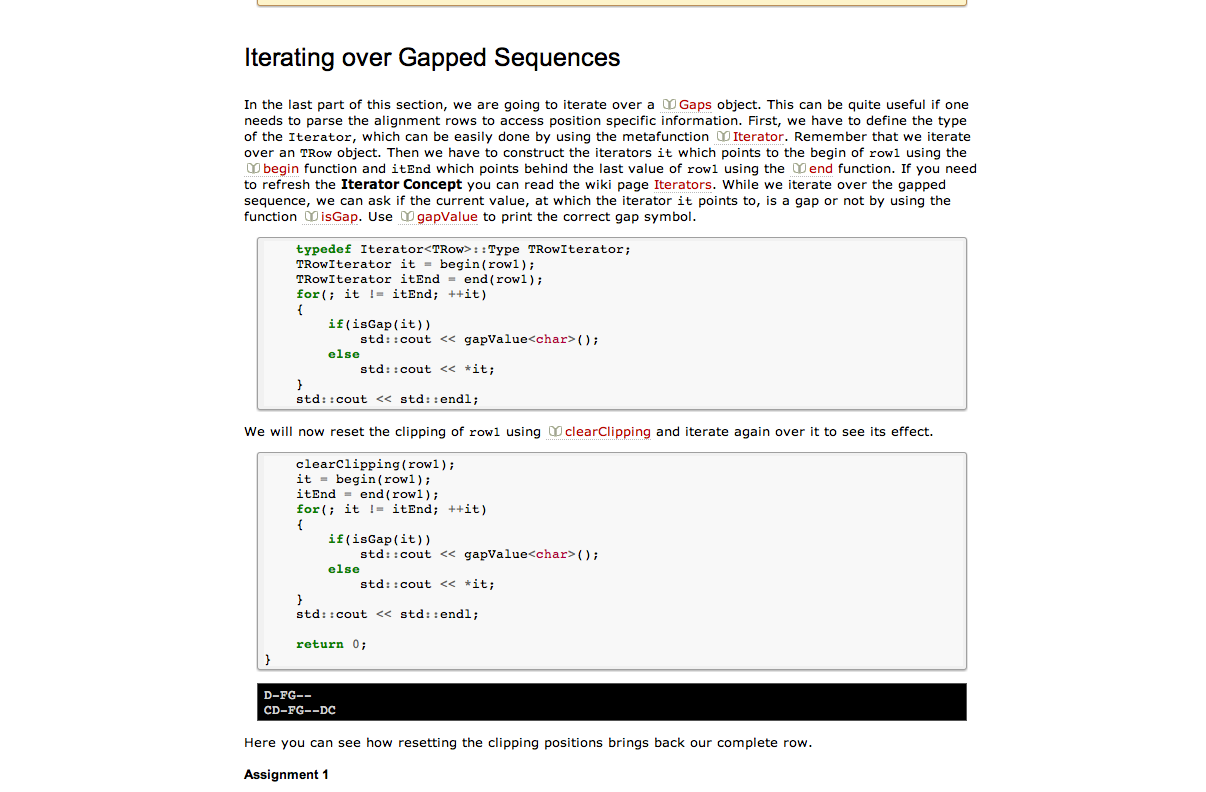 Iterating over Gapped Sequences
In the last part of this section, we are going to iterate over a Gaps object. This can be quite useful if one
needs to parse the alignment rows to access position specific information. First, we have to define the type
of the Iterator, which can be easily done by using the metafunction Iterator. Remember that we iterate
over an TRow object. Then we have to construct the iterators it which points to the begin of row1 using the
begin function and itEnd which points behind the last value of row1 using the end function. If you need
to refresh the Iterator Concept you can read the wiki page Iterators. While we iterate over the gapped
sequence, we can ask if the current value, at which the iterator it points to, is a gap or not by using the
function isGap. Use gapValue to print the correct gap symbol.
typedef Iterator<TRow>::Type TRowIterator;
TRowIterator it = begin(row1);
TRowIterator itEnd = end(row1);
for(; it != itEnd; ++it)
{
if(isGap(it))
std::cout << gapValue<char>();
else
std::cout << *it;
}
std::cout << std::endl;
We will now reset the clipping of row1 using clearClipping and iterate again over it to see its effect.
clearClipping(row1);
it = begin(row1);
itEnd = end(row1);
for(; it != itEnd; ++it)
{
if(isGap(it))
std::cout << gapValue<char>();
else
std::cout << *it;
}
std::cout << std::endl;
return 0;
}
D-FG--
CD-FG--DC
Here you can see how resetting the clipping positions brings back our complete row.
Assignment 1